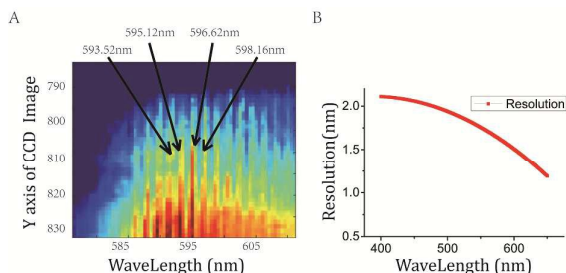 A
595.12nm 596.62nm
593.52nm 598.16nm
790
800
810
820
830
Y axis of CCD Image
585 595 605
WaveLength (nm)
B
2.0
1.5
1.0
0.5
Resolution(nm)
Resolution
400 500 600
WaveLength (nm)